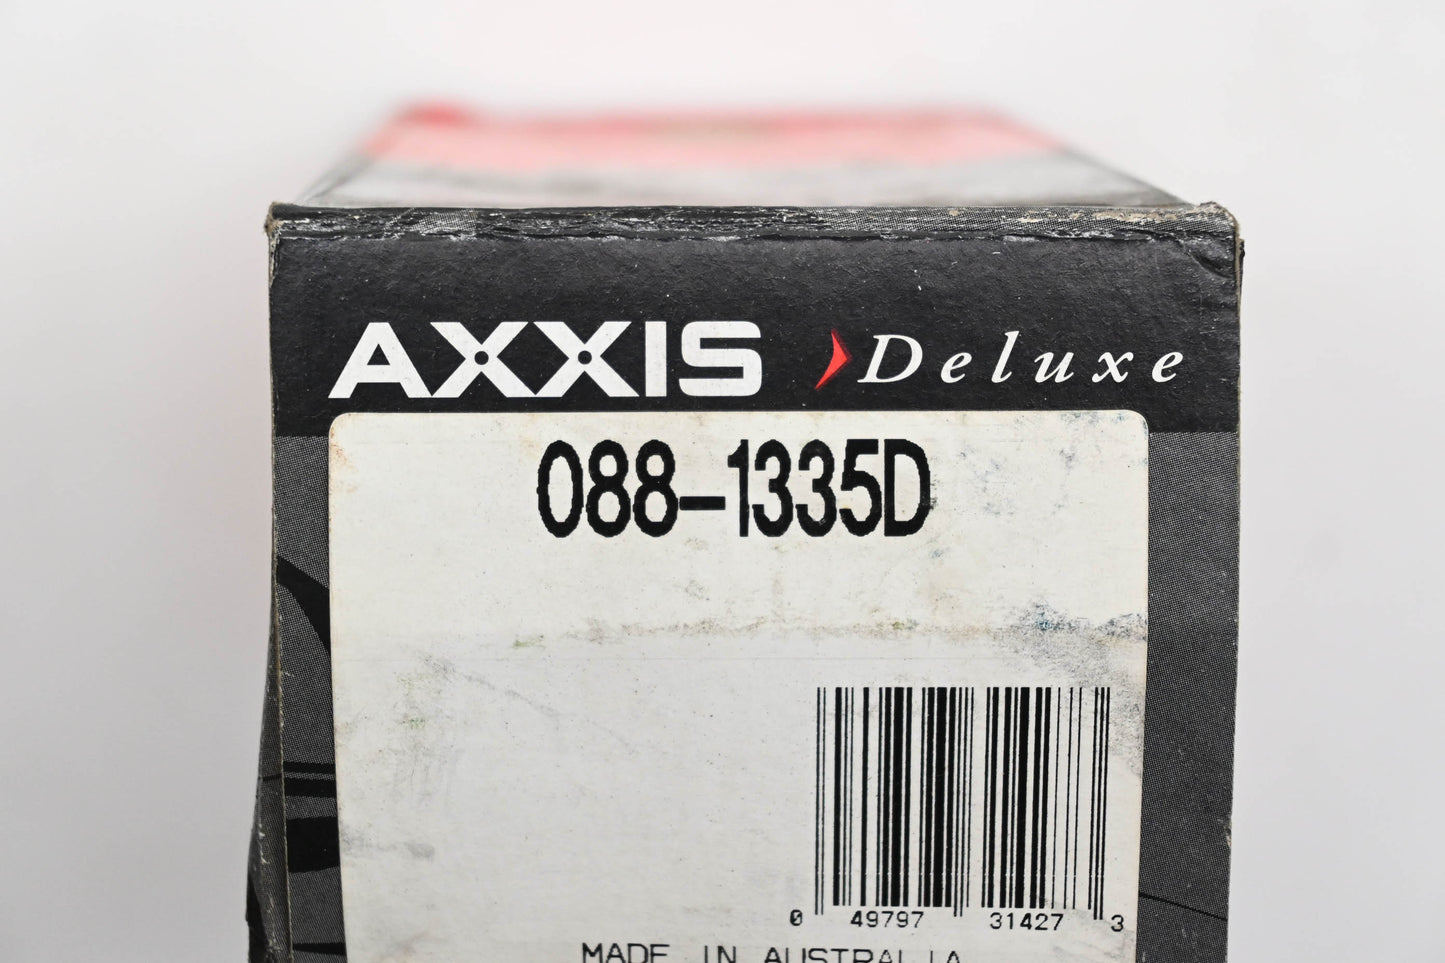 AXXIS Deluxe
088-1335D
0 49797 31427 3
MADE IN AUSTRALIA